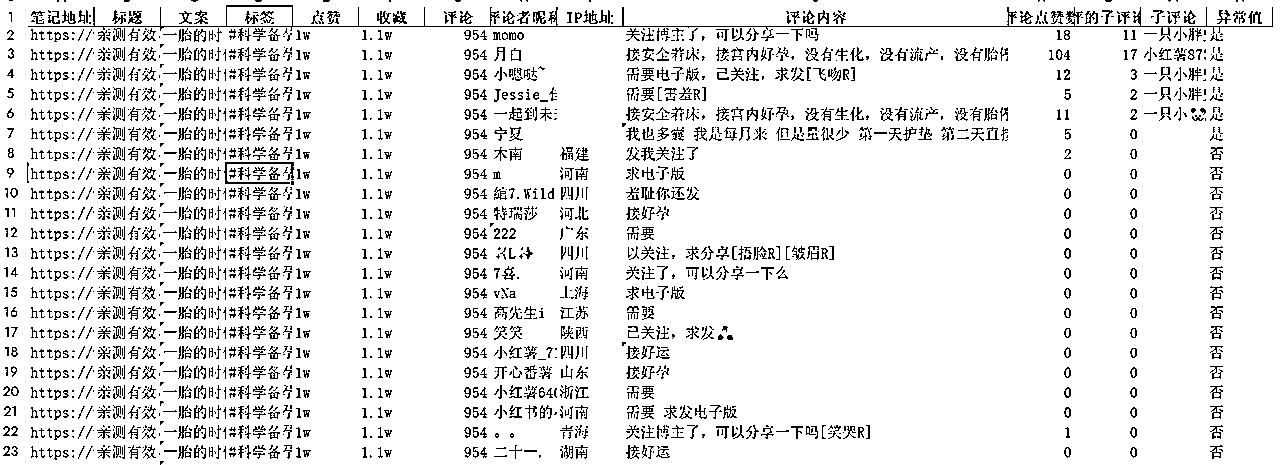 1 笔记地址 标题 文案 标签 点赞 收藏 评论 评论者昵称 IP地址 评论内容 评论点赞数 的子评论 子评论 异常值
2 https:// 亲测有效 一胎的时 #科学备孕 1w 1.1w 954 momo 关注博主了，可以分享一下吗 18 11 一只小胖! 是
3 https:// 亲测有效 一胎的时 #科学备孕 1w 1.1w 954 月白 接安全着床，接宫内好孕，没有生化，没有流产，没有胎停 104 17 小红薯87 是
4 https:// 亲测有效 一胎的时 #科学备孕 1w 1.1w 954 小哒哒~ 需要电子版，已关注，求发[飞吻R] 12 3 一只小胖! 是
5 https:// 亲测有效 一胎的时 #科学备孕 1w 1.1w 954 Jessie_ 需要[害羞R] 5 2 一只小胖! 是
6 https:// 亲测有效 一胎的时 #科学备孕 1w 1.1w 954 一起到未 接安全着床，接宫内好孕，没有生化，没有流产，没有胎停 11 2 一只小 是
7 https:// 亲测有效 一胎的时 #科学备孕 1w 1.1w 954 宁夏 我也多囊 我是每月来 但是量很少 第一天护垫 第二天直接 5 0 是
8 https:// 亲测有效 一胎的时 #科学备孕 1w 1.1w 954 木南 福建 发我关注了 2 0 否
9 https:// 亲测有效 一胎的时 #科学备孕 1w 1.1w 954 m 河南 求电子版 0 0 否
10 https:// 亲测有效 一胎的时 #科学备孕 1w 1.1w 954 7.Wild 四川 羞耻你还发 0 0 否
11 https:// 亲测有效 一胎的时 #科学备孕 1w 1.1w 954 特瑞莎 河北 接好孕 0 0 否
12 https:// 亲测有效 一胎的时 #科学备孕 1w 1.1w 954 222 广东 需要 0 0 否
13 https:// 亲测有效 一胎的时 #科学备孕 1w 1.1w 954 四川 以关注，求分享[捂脸R][皱眉R] 0 0 否
14 https:// 亲测有效 一胎的时 #科学备孕 1w 1.1w 954 7喜. 河南 关注了，可以分享一下么 0 0 否
15 https:// 亲测有效 一胎的时 #科学备孕 1w 1.1w 954 vXa 上海 求电子版 0 0 否
16 https:// 亲测有效 一胎的时 #科学备孕 1w 1.1w 954 高先生i 江苏 需要 0 0 否
17 https:// 亲测有效 一胎的时 #科学备孕 1w 1.1w 954 笑笑 陕西 已关注，求发 0 0 否
18 https:// 亲测有效 一胎的时 #科学备孕 1w 1.1w 954 小红薯_7 四川 接好运 0 0 否
19 https:// 亲测有效 一胎的时 #科学备孕 1w 1.1w 954 开心番薯 山东 接好孕 0 0 否
20 https:// 亲测有效 一胎的时 #科学备孕 1w 1.1w 954 小红薯640 浙江 需要 0 0 否
21 https:// 亲测有效 一胎的时 #科学备孕 1w 1.1w 954 小红书的 河南 需要 求发电子版 0 0 否
22 https:// 亲测有效 一胎的时 #科学备孕 1w 1.1w 954 。。 青海 关注博主了，可以分享一下吗[笑哭R] 1 0 否
23 https:// 亲测有效 一胎的时 #科学备孕 1w 1.1w 954 二十一. 湖南 接好运 0 0 否